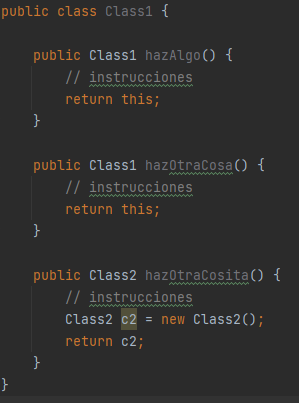 public class Class1 {
public Class1 hazAlgo() {
// instrucciones
return this;
}
public Class1 hazOtraCosa() {
// instrucciones
return this;
}
public Class2 hazOtraCosita() {
// instrucciones
Class2 c2 = new Class2();
return c2;
}
}